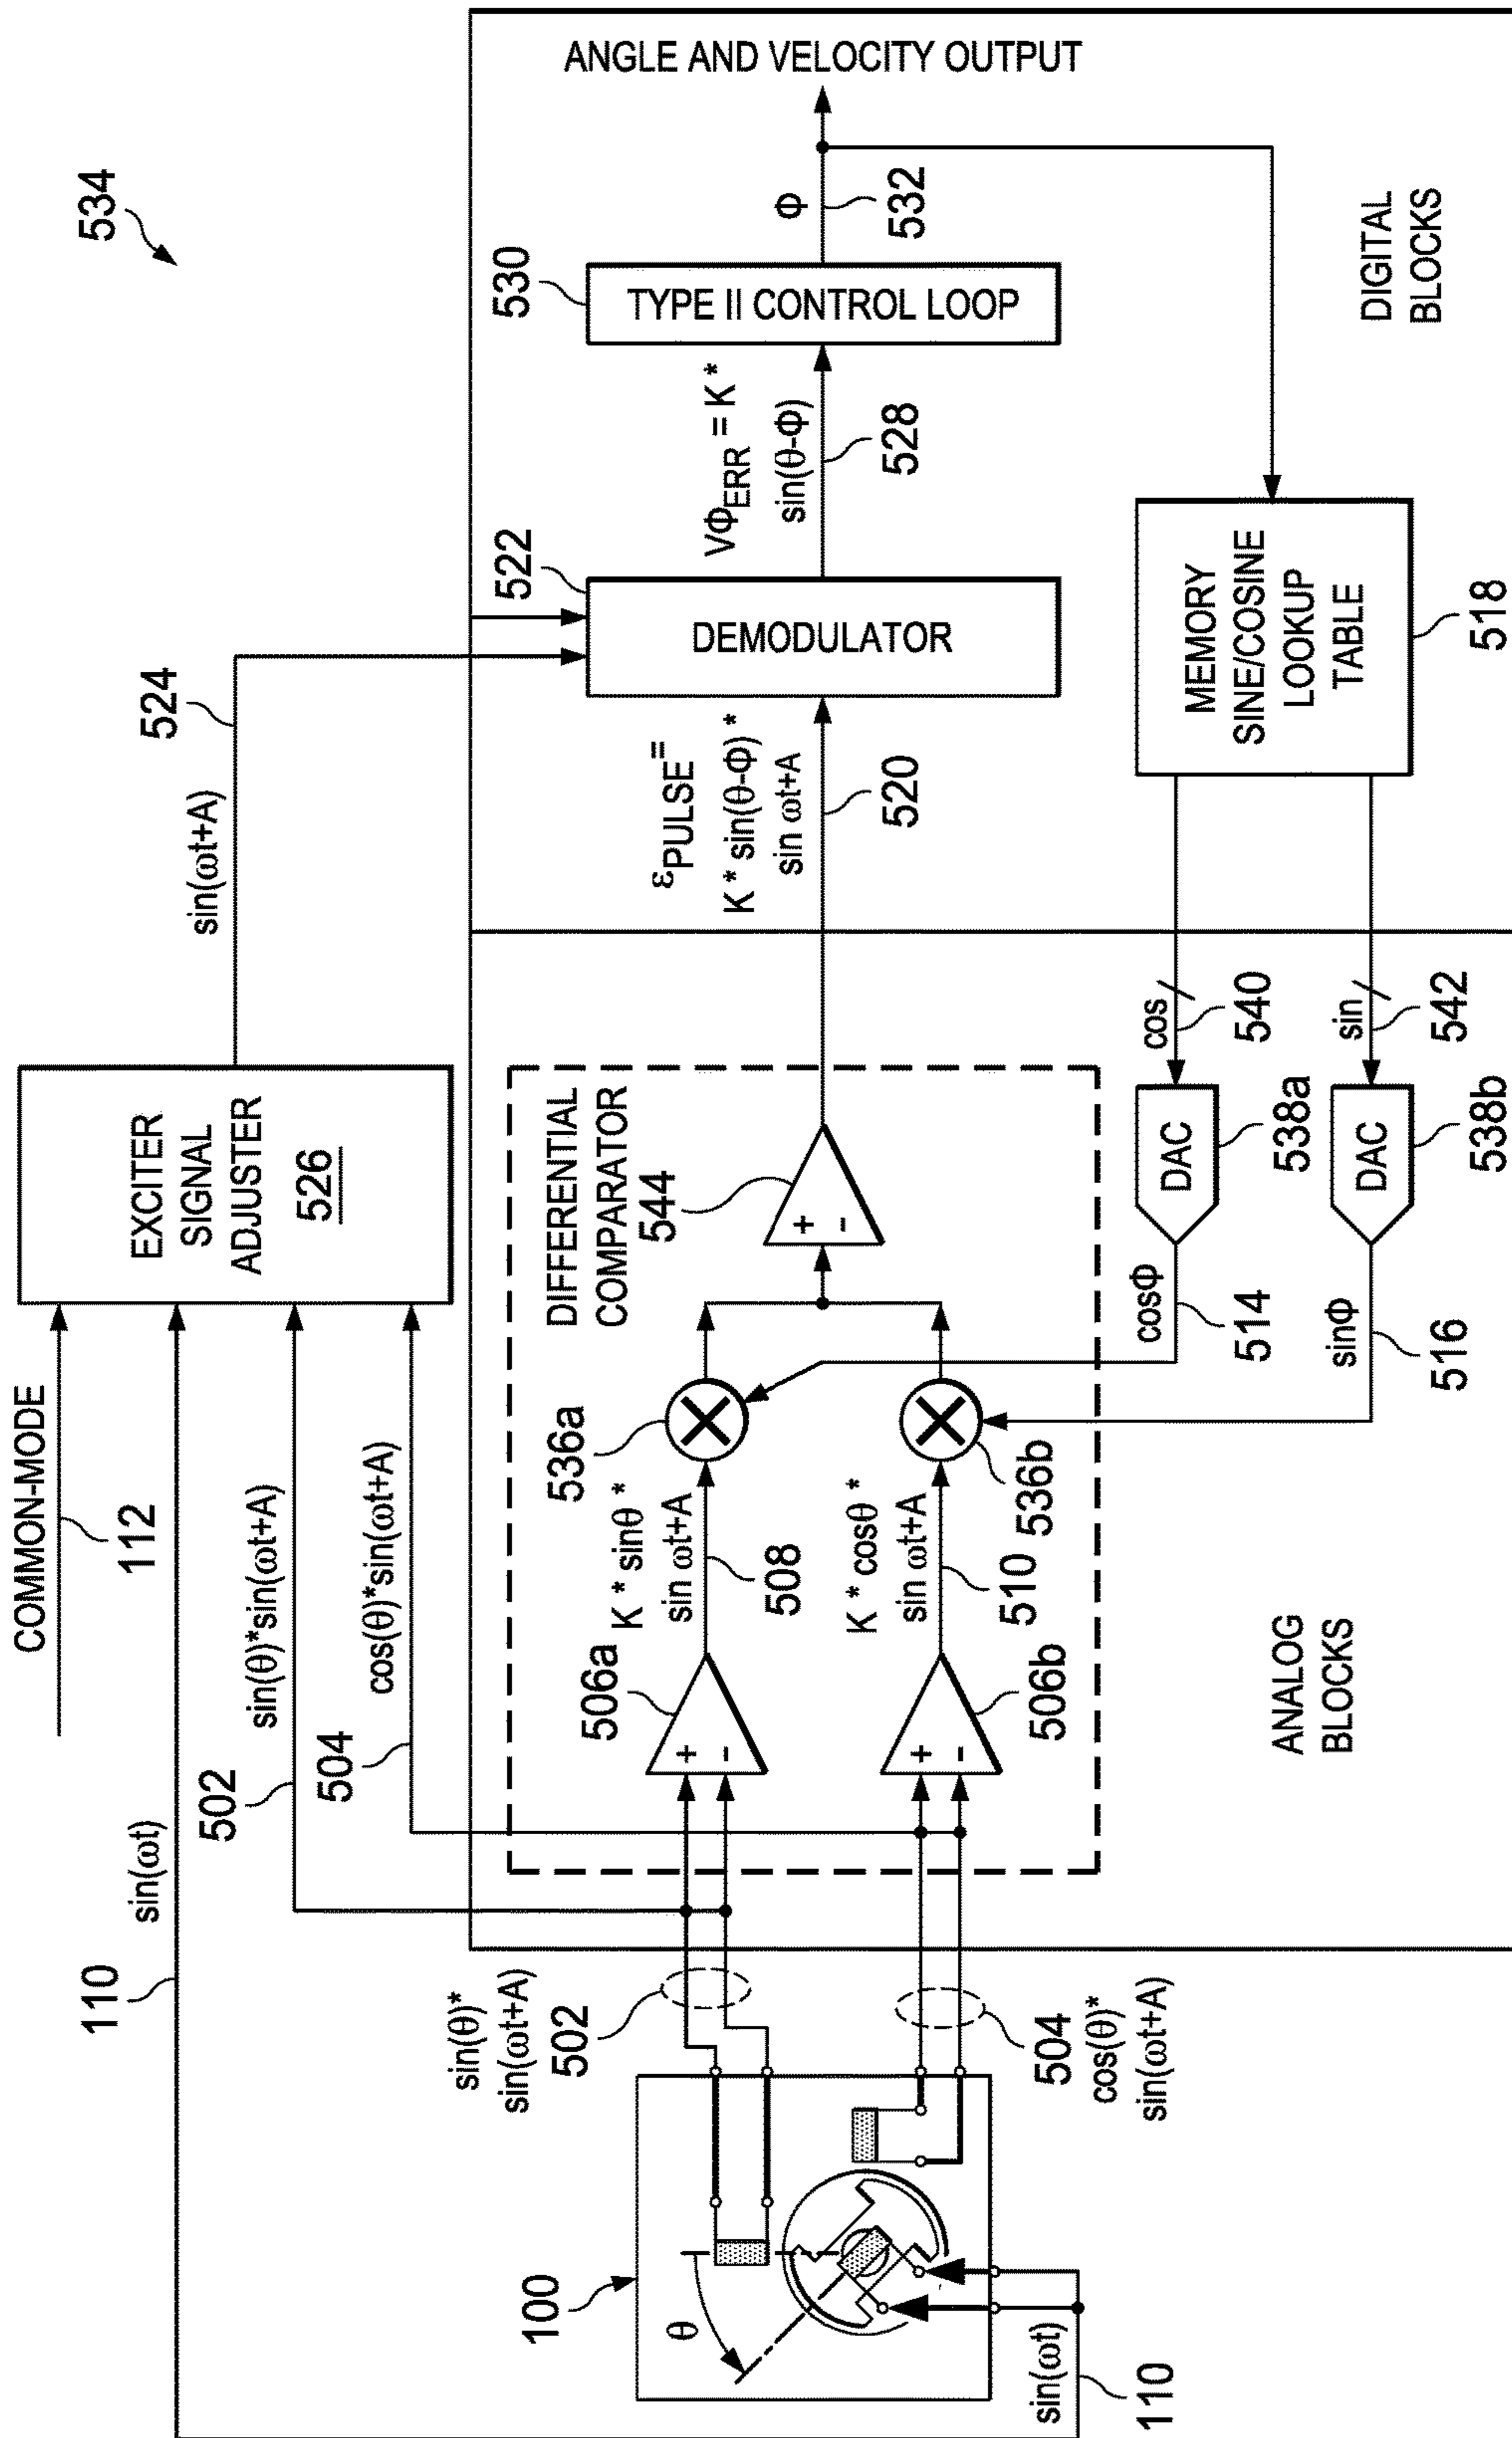 534
COMMON-MODE
112
EXCITER
SIGNAL
ADJUSTER
526
524
sin(ωt+A)
110
sin(ωt)
502
sin(θ)*sin(ωt+A)
504
cos(θ)*sin(ωt+A)
100
θ
sin(ωt)
110
sin(θ)*
sin(ωt+A)
502
504
cos(θ)*
sin(ωt+A)
DIFFERENTIAL
COMPARATOR
506a
+
-
K * sinθ *
sin ωt+A
508
536a
506b
+
-
K * cosθ *
sin ωt+A
510
536b
544
+
-
εPULSE=
K * sin(θ-Φ)*
sin ωt+A
520
522
DEMODULATOR
VΦERR = K *
sin(θ-Φ)
528
530
TYPE II CONTROL LOOP
Φ
532
ANGLE AND VELOCITY OUTPUT
MEMORY
SINE/COSINE
LOOKUP
TABLE
518
cos
540
sin
542
DAC
538a
DAC
538b
cosΦ
514
sinΦ
516
ANALOG
BLOCKS
DIGITAL
BLOCKS